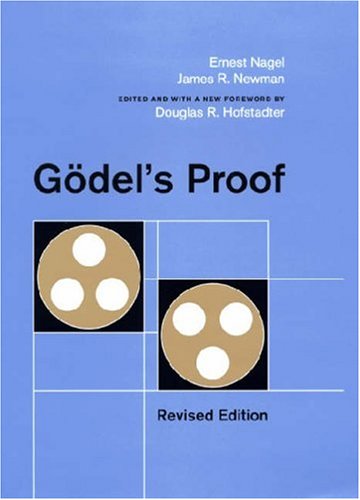 Ernest Nagel
James R. Newman
EDITED AND WITH A NEW FOREWORD BY
Douglas R. Hofstadter
Gödel's Proof
Revised Edition